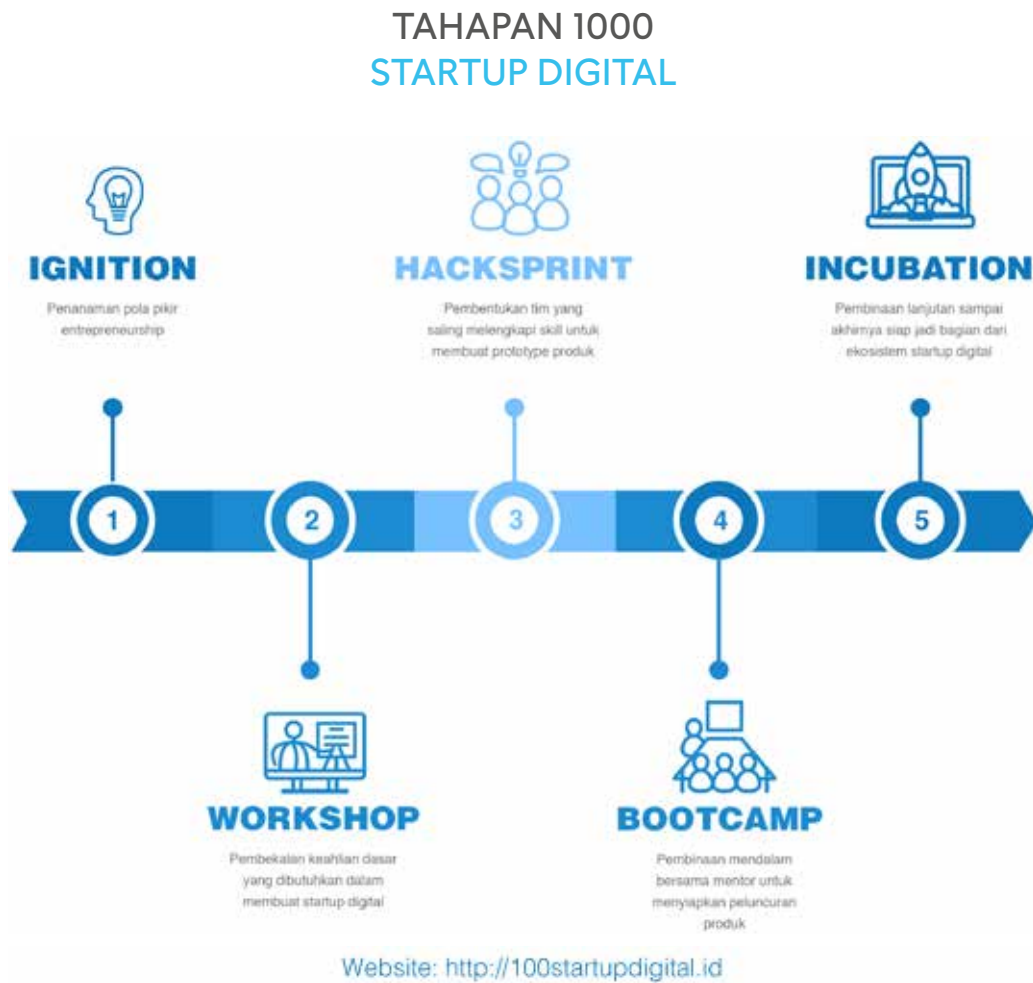 TAHAPAN 1000
STARTUP DIGITAL
IGNITION
Penanaman pola pikir
entrepreneurship
HACKSPRINT
Pembentukan tim yang
saling melengkapi skill untuk
membuat prototype produk
INCUBATION
Pembinaan lanjutan sampai
akhirnya siap jadi bagian dari
ekosistem startup digital
1
2
3
4
5
WORKSHOP
Pembekalan keahlian dasar
yang dibutuhkan dalam
membuat startup digital
BOOTCAMP
Pembinaan mendalam
bersama mentor untuk
menyiapkan peluncuran
produk
Website: http://100startupdigital.id